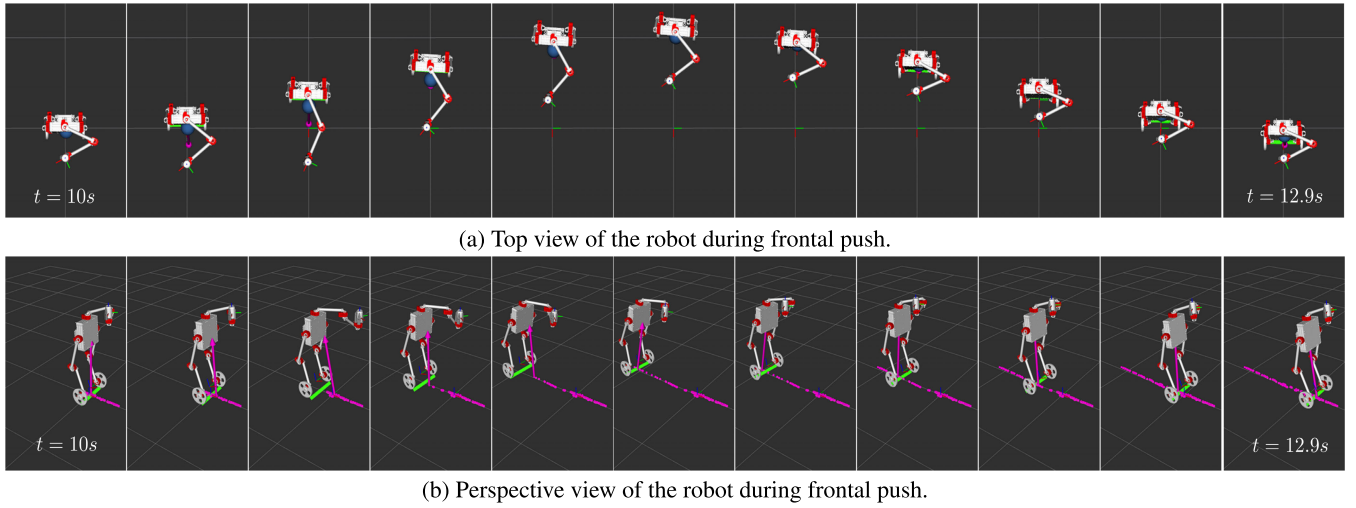 t = 10s
t = 12.9s
(a) Top view of the robot during frontal push.
t = 10s
t = 12.9s
(b) Perspective view of the robot during frontal push.